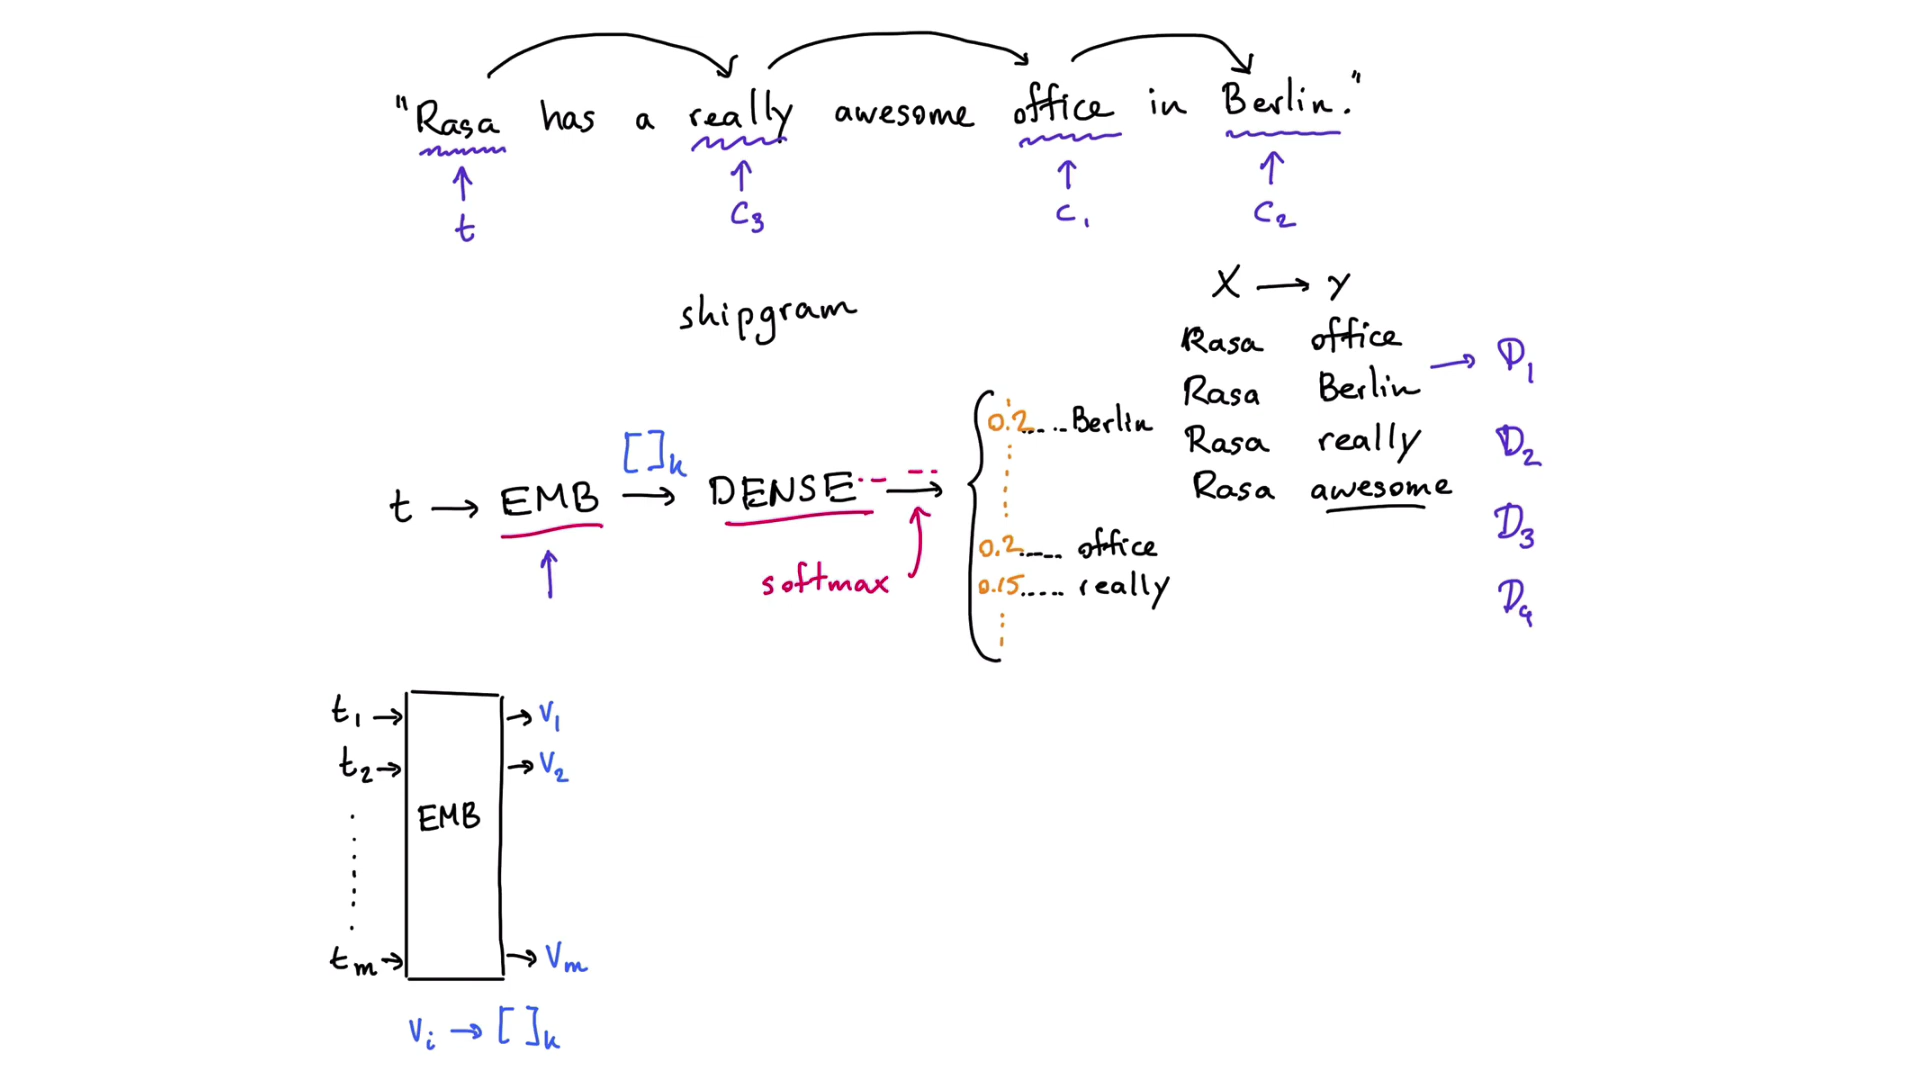 "Rasa has a really awesome office in Berlin."
t C3 C1 C2
shipgram
X → Y
Rasa office
Rasa Berlin → D1
Rasa really D2
Rasa awesome D3
D4
t → EMB → [ ]k DENSE → 
softmax
0.2 .... Berlin
0.2 .... office
0.15 ..... really
t1 → → V1
t2 → → V2
EMB
tm → → Vm
Vi → [ ]k